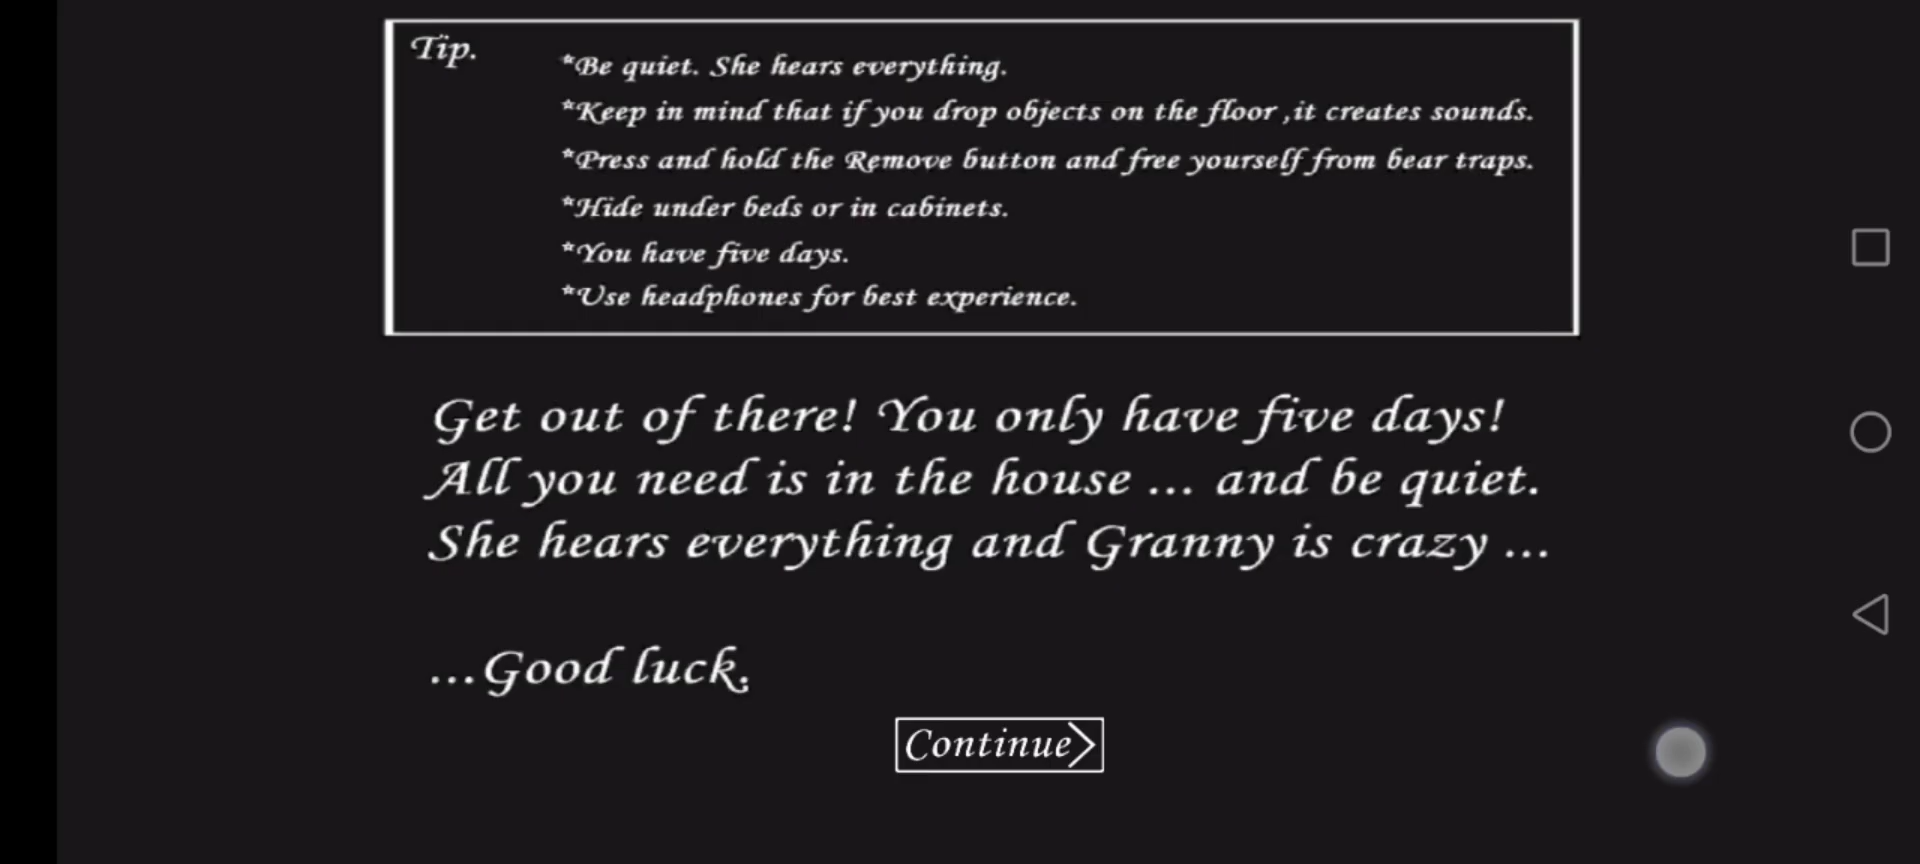 Tip.
*Be quiet. She hears everything.
*Keep in mind that if you drop objects on the floor ,it creates sounds.
*Press and hold the Remove button and free yourself from bear traps.
*Hide under beds or in cabinets.
*You have five days.
*Use headphones for best experience.
Get out of there! You only have five days!
All you need is in the house ... and be quiet.
She hears everything and Granny is crazy ...
...Good luck.
Continue